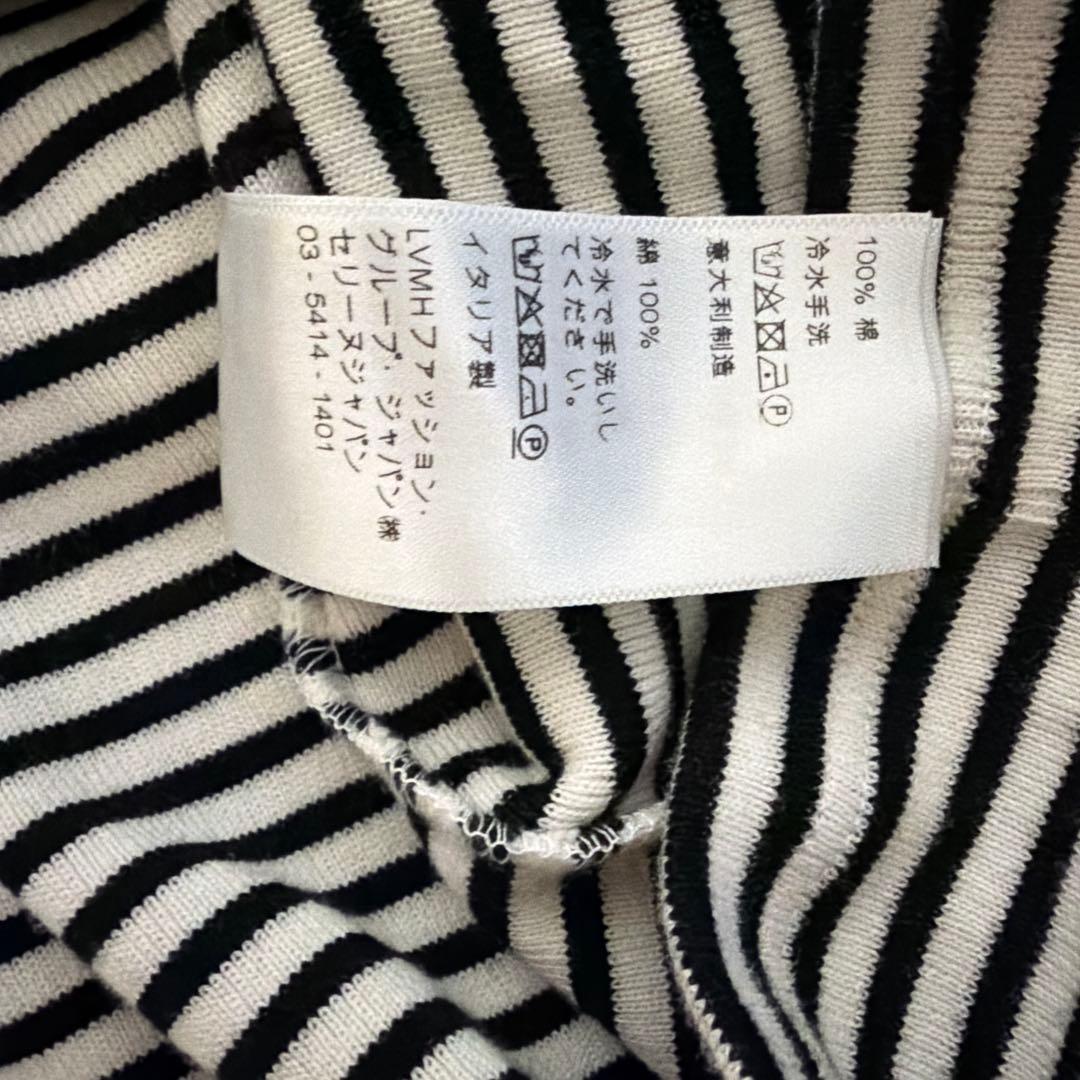 100% 棉
冷水手洗
P
意大利制造
綿 100%
冷水で手洗いし
てください。
P
イタリア製
LVMHファッション・
グループ・ジャパン㈱
セリーヌジャパン
03 - 5414 - 1401